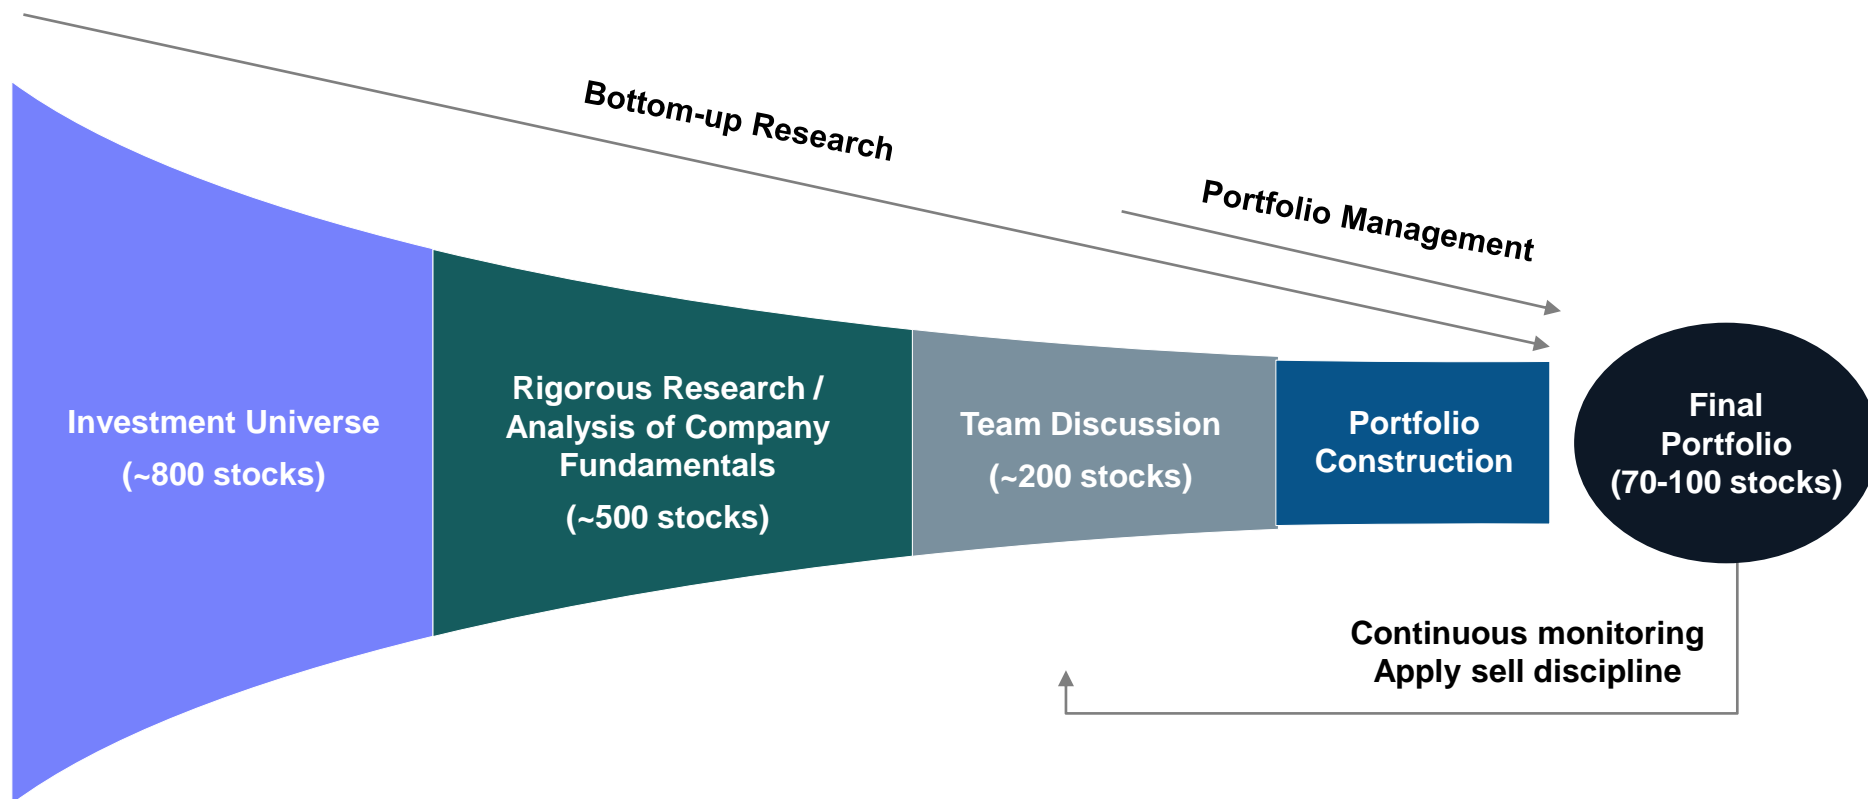 Bottom-up Research
Portfolio Management
Investment Universe
(~800 stocks)
Rigorous Research /
Analysis of Company
Fundamentals
(~500 stocks)
Team Discussion
(~200 stocks)
Portfolio
Construction
Final
Portfolio
(70-100 stocks)
Continuous monitoring
Apply sell discipline